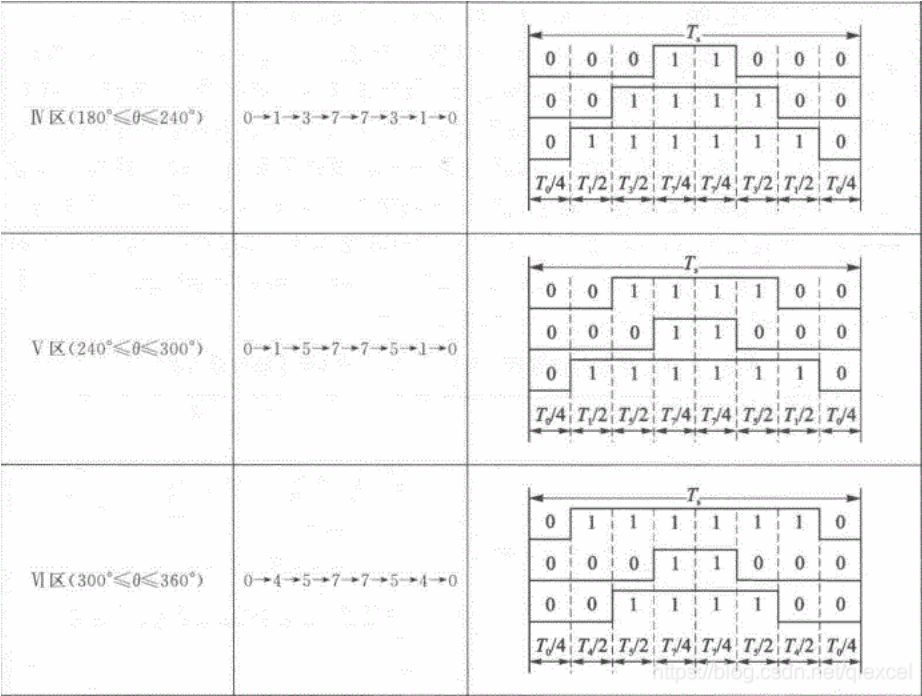 T_s
0 0 0 1 1 0 0 0
Ⅳ区(180°≤θ≤240°) 0→1→3→7→7→3→1→0
0 0 1 1 1 1 0 0
0 1 1 1 1 1 1 0
T₀/4 T₁/2 T₃/2 T₇/4 T₇/4 T₃/2 T₁/2 T₀/4
T_s
0 0 1 1 1 1 0 0
Ⅴ区(240°≤θ≤300°) 0→1→5→7→7→5→1→0
0 0 0 1 1 0 0 0
0 1 1 1 1 1 1 0
T₀/4 T₁/2 T₅/2 T₇/4 T₇/4 T₅/2 T₁/2 T₀/4
T_s
0 1 1 1 1 1 1 0
Ⅵ区(300°≤θ≤360°) 0→4→5→7→7→5→4→0
0 0 0 1 1 0 0 0
0 0 1 1 1 1 0 0
T₀/4 T₄/2 T₅/2 T₇/4 T₇/4 T₅/2 T₄/2 T₀/4
https://blog.csdn.net/qlexcel